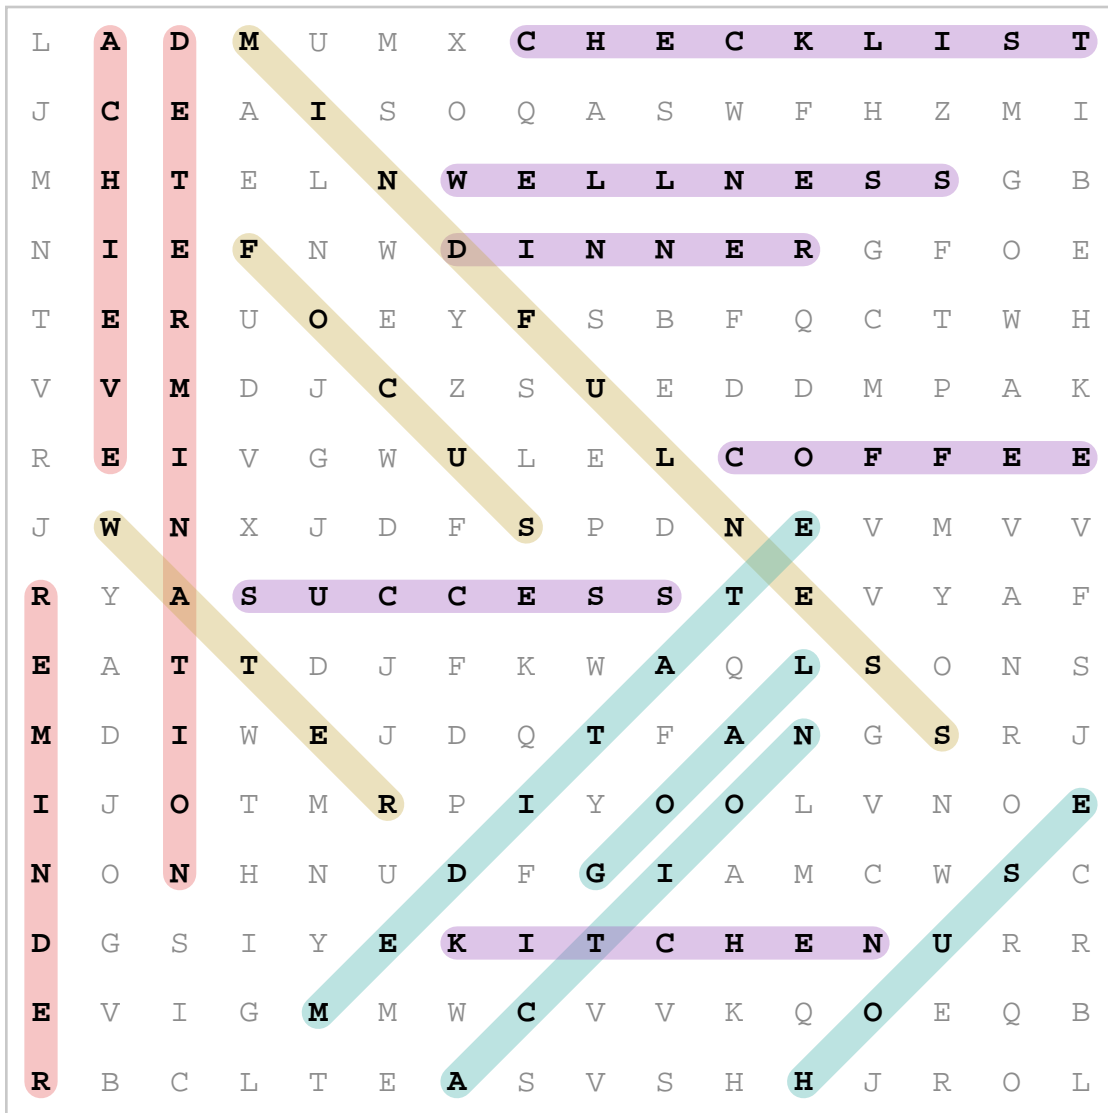 L A D M U M X C H E C K L I S T
J C E A I S O Q A S W F H Z M I
M H T E L N W E L L N E S S G B
N I E F N W D I N N E R G F O E
T E R U O E Y F S B F Q C T W H
V V M D J C Z S U E D D M P A K
R E I V G W U L E L C O F F E E
J W N X J D F S P D N E V M V V
R Y A S U C C E S S T E V Y A F
E A T T D J F K W A Q L S O N S
M D I W E J D Q T F A N G S R J
I J O T M R P I Y O O L V N O E
N O N H N U D F G I A M C W S C
D G S I Y E K I T C H E N U R R
E V I G M M W C V V K Q O E Q B
R B C L T E A S V S H H J R O L